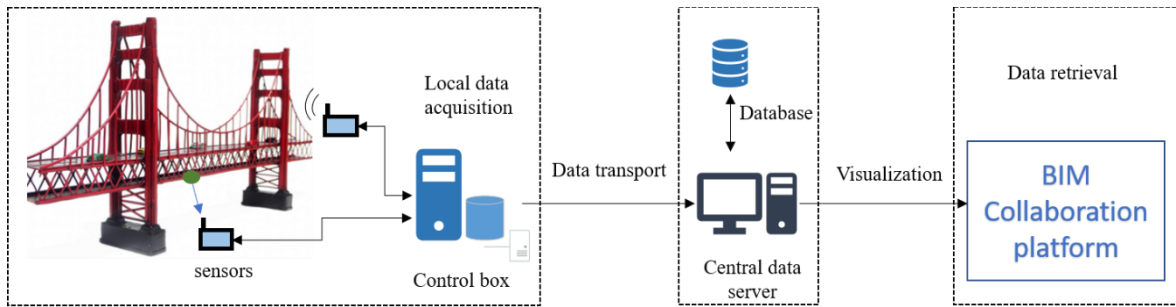 Local data
acquisition
sensors
Control box
Data transport
Database
Central data
server
Visualization
Data retrieval
BIM
Collaboration
platform